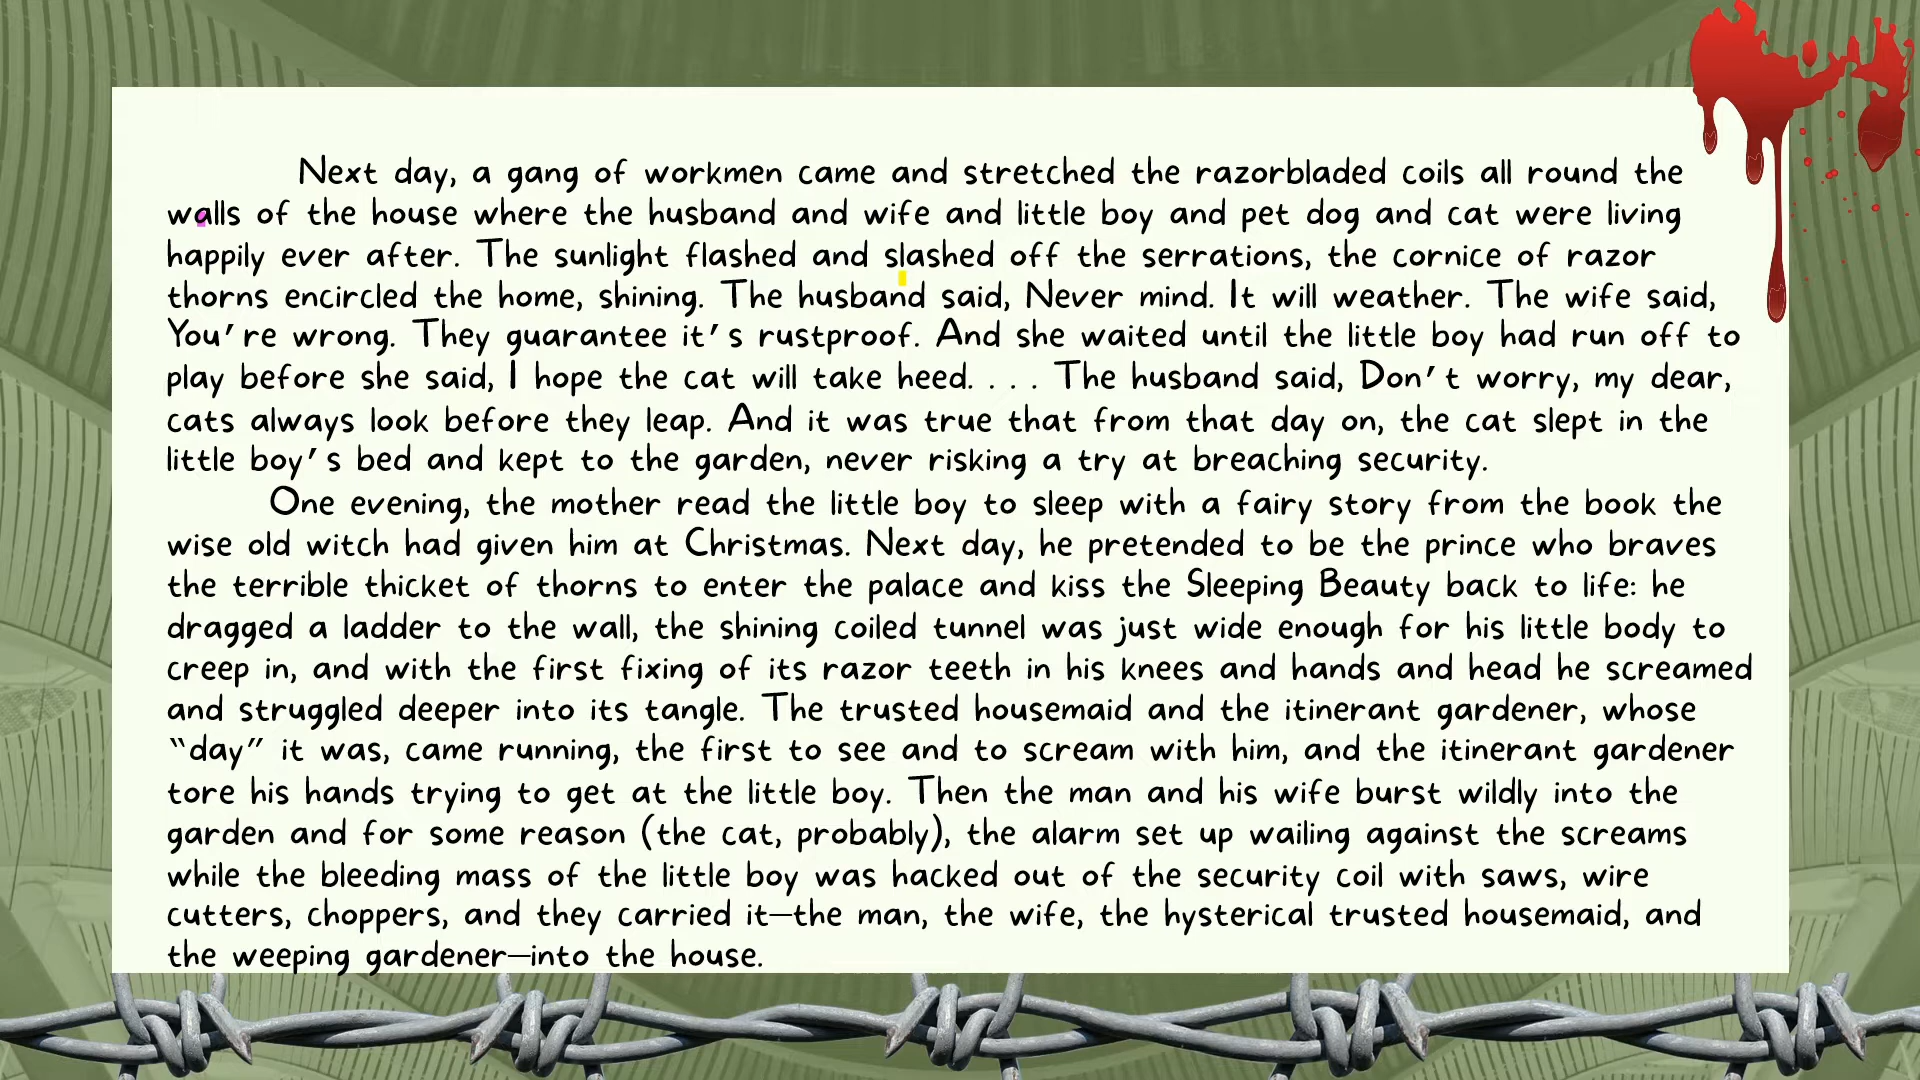 Next day, a gang of workmen came and stretched the razorbladed coils all round the
walls of the house where the husband and wife and little boy and pet dog and cat were living
happily ever after. The sunlight flashed and slashed off the serrations, the cornice of razor
thorns encircled the home, shining. The husband said, Never mind. It will weather. The wife said,
You're wrong. They guarantee it's rustproof. And she waited until the little boy had run off to
play before she said, I hope the cat will take heed. . . . The husband said, Don't worry, my dear,
cats always look before they leap. And it was true that from that day on, the cat slept in the
little boy's bed and kept to the garden, never risking a try at breaching security.
One evening, the mother read the little boy to sleep with a fairy story from the book the
wise old witch had given him at Christmas. Next day, he pretended to be the prince who braves
the terrible thicket of thorns to enter the palace and kiss the Sleeping Beauty back to life: he
dragged a ladder to the wall, the shining coiled tunnel was just wide enough for his little body to
creep in, and with the first fixing of its razor teeth in his knees and hands and head he screamed
and struggled deeper into its tangle. The trusted housemaid and the itinerant gardener, whose
“day” it was, came running, the first to see and to scream with him, and the itinerant gardener
tore his hands trying to get at the little boy. Then the man and his wife burst wildly into the
garden and for some reason (the cat, probably), the alarm set up wailing against the screams
while the bleeding mass of the little boy was hacked out of the security coil with saws, wire
cutters, choppers, and they carried it—the man, the wife, the hysterical trusted housemaid, and
the weeping gardener—into the house.